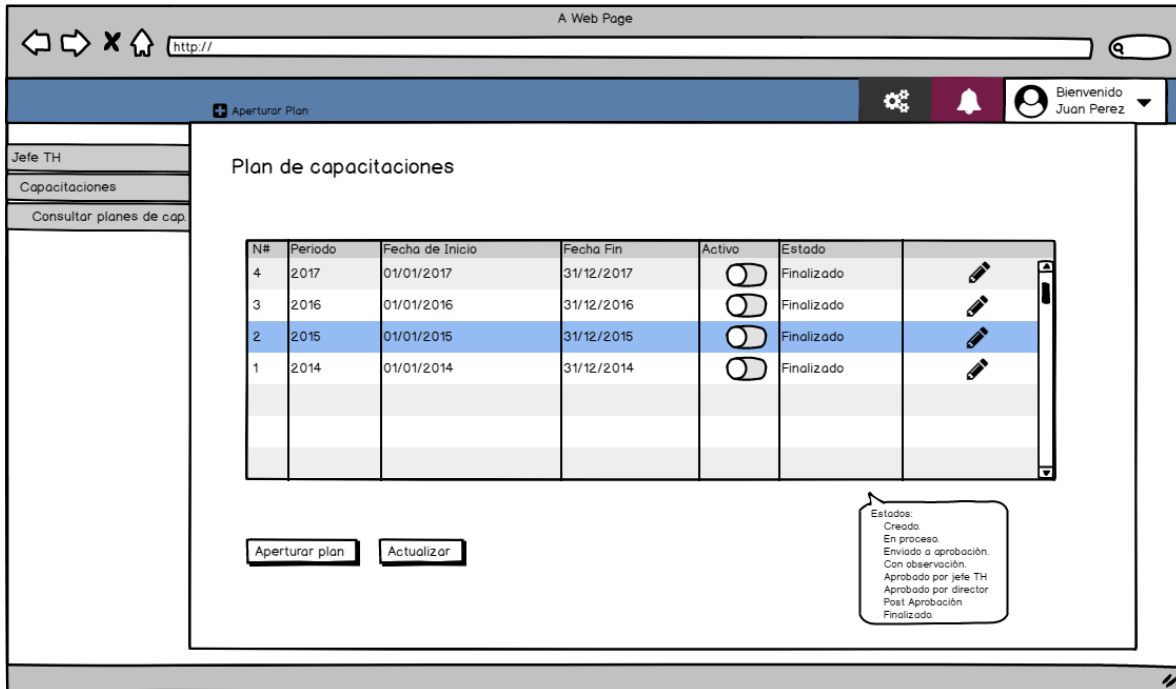 A Web Page
http://
Aperturar Plan
Bienvenido
Juan Perez
Jefe TH
Capacitaciones
Consultar planes de cap.
Plan de capacitaciones
N# Periodo Fecha de Inicio Fecha Fin Activo Estado
4 2017 01/01/2017 31/12/2017 Finalizado
3 2016 01/01/2016 31/12/2016 Finalizado
2 2015 01/01/2015 31/12/2015 Finalizado
1 2014 01/01/2014 31/12/2014 Finalizado
Aperturar plan Actualizar
Estados:
Creado.
En proceso.
Enviado a aprobación.
Con observación.
Aprobado por jefe TH
Aprobado por director
Post Aprobación
Finalizado.